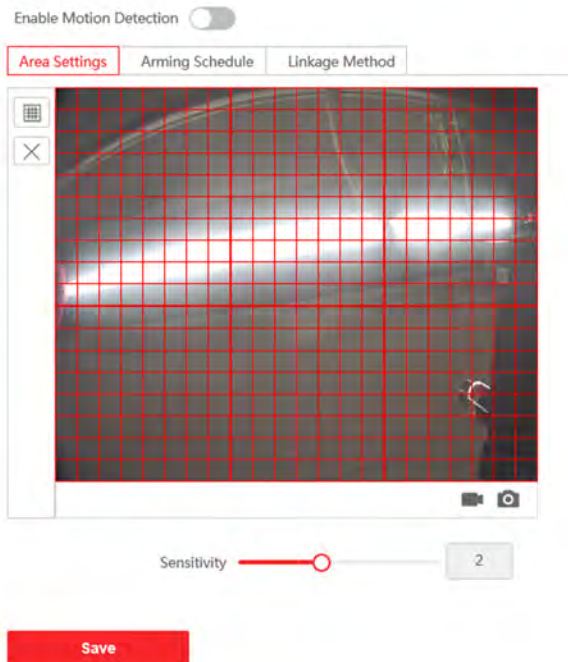 Enable Motion Detection
Area Settings Arming Schedule Linkage Method
Sensitivity 2
Save